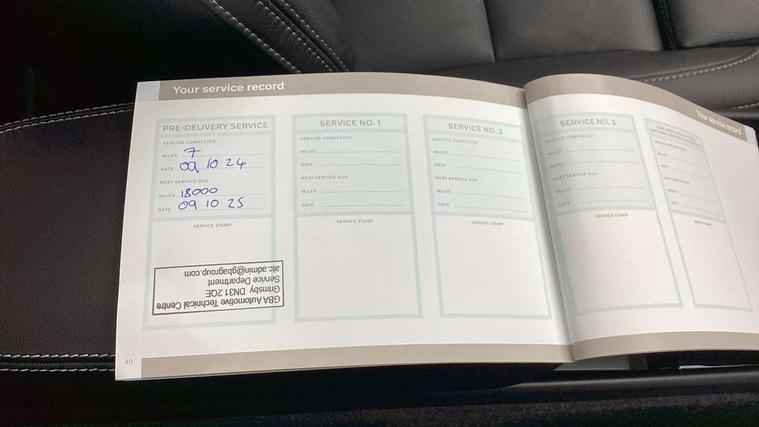 Your service record
Your service record
PRE-DELIVERY SERVICE
SERVICE COMPLETED
MILES 7
DATE 09 10 24
NEXT SERVICE DUE
MILES 18000
DATE 09 10 25
SERVICE STAMP
GBA Automotive Technical Centre
Grimsby DN31 2QE
Service Department
atc.admin@gbagroup.com
SERVICE NO. 1
SERVICE COMPLETED
MILES
DATE
NEXT SERVICE DUE
MILES
DATE
SERVICE STAMP
SERVICE NO. 2
SERVICE COMPLETED
MILES
DATE
NEXT SERVICE DUE
MILES
DATE
SERVICE STAMP
SERVICE NO. 3
SERVICE COMPLETED
MILES
DATE
NEXT SERVICE DUE
MILES
DATE
SERVICE STAMP
40